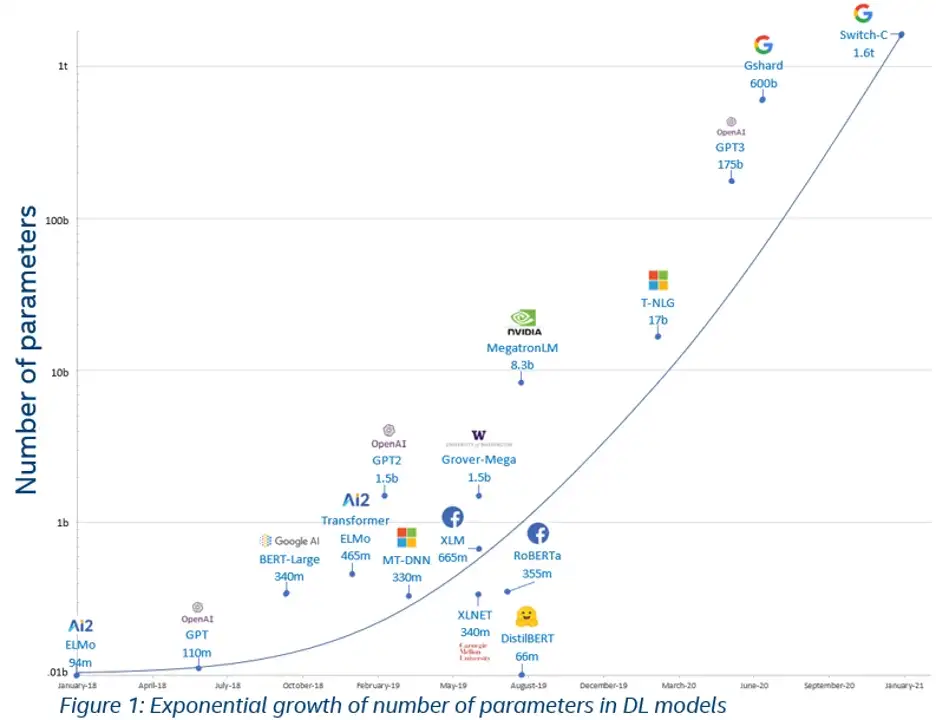 Number of parameters
1t
100b
10b
1b
.01b
Switch-C
1.6t
Gshard
600b
OpenAI
GPT3
175b
T-NLG
17b
NVIDIA
MegatronLM
8.3b
OpenAI
GPT2
1.5b
W
UNIVERSITY of WASHINGTON
Grover-Mega
1.5b
Ai2
Transformer
ELMo
465m
Google AI
BERT-Large
340m
MT-DNN
330m
XLM
665m
RoBERTa
355m
XLNET
340m
Carnegie
Mellon
University
DistilBERT
66m
OpenAI
GPT
110m
Ai2
ELMo
94m
January-18
April-18
July-18
October-18
February-19
May-19
August-19
December-19
March-20
June-20
September-20
January-21
Figure 1: Exponential growth of number of parameters in DL models